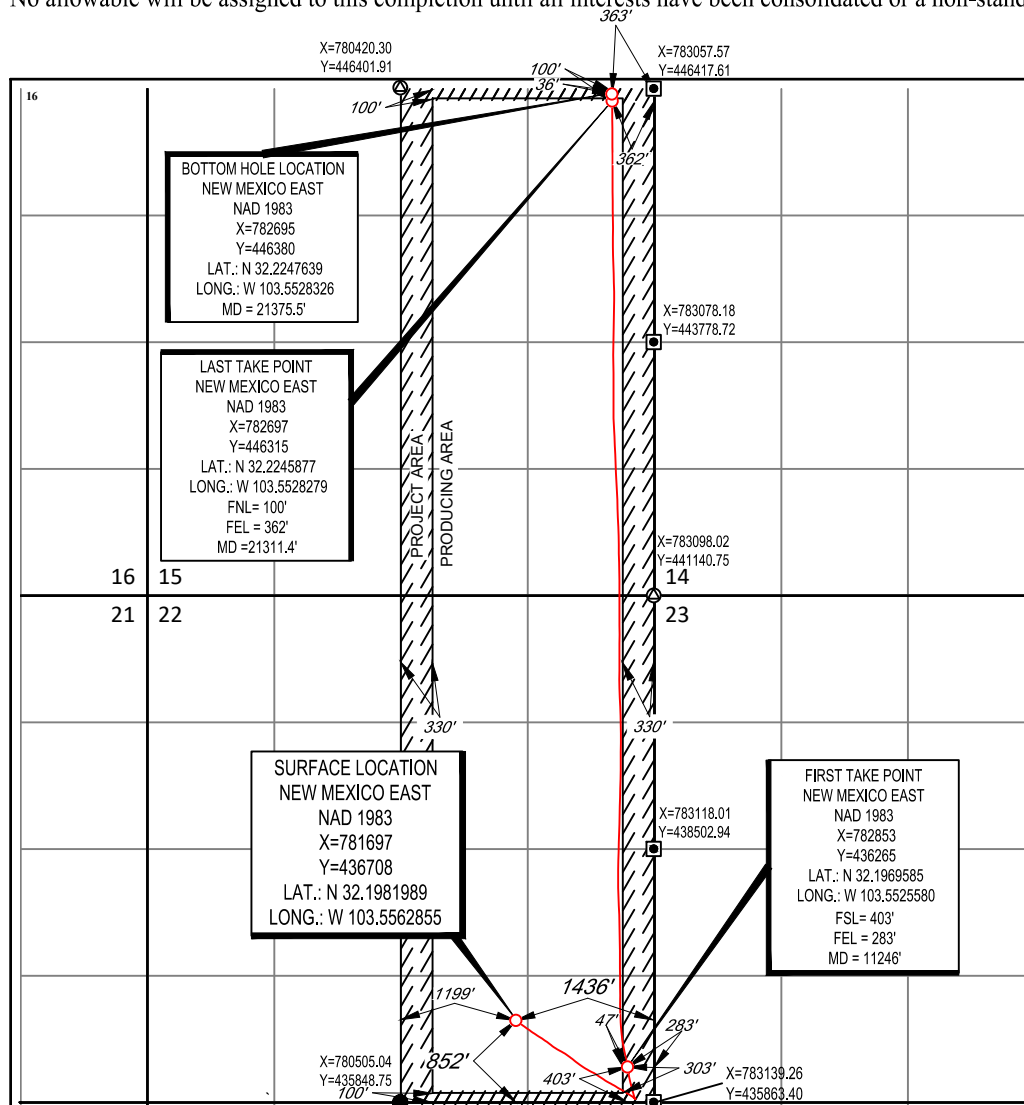 No allowable will be assigned to this completion until all interests have been consolidated or a non-stand
363'
X=780420.30
Y=446401.91
X=783057.57
Y=446417.61
100'
36'
100'
16
362'
BOTTOM HOLE LOCATION
NEW MEXICO EAST
NAD 1983
X=782695
Y=446380
LAT.: N 32.2247639
LONG.: W 103.5528326
MD = 21375.5'
X=783078.18
Y=443778.72
LAST TAKE POINT
NEW MEXICO EAST
NAD 1983
X=782697
Y=446315
LAT.: N 32.2245877
LONG.: W 103.5528279
FNL= 100'
FEL = 362'
MD =21311.4'
PROJECT AREA
PRODUCING AREA
X=783098.02
Y=441140.75
16 15
14
21 22
23
330'
330'
SURFACE LOCATION
NEW MEXICO EAST
NAD 1983
X=781697
Y=436708
LAT.: N 32.1981989
LONG.: W 103.5562855
X=783118.01
Y=438502.94
FIRST TAKE POINT
NEW MEXICO EAST
NAD 1983
X=782853
Y=436265
LAT.: N 32.1969585
LONG.: W 103.5525580
FSL= 403'
FEL = 283'
MD = 11246'
1199'
1436'
47'
283'
852'
303'
403'
X=780505.04
Y=435848.75
100'
X=783139.26
Y=435863.40